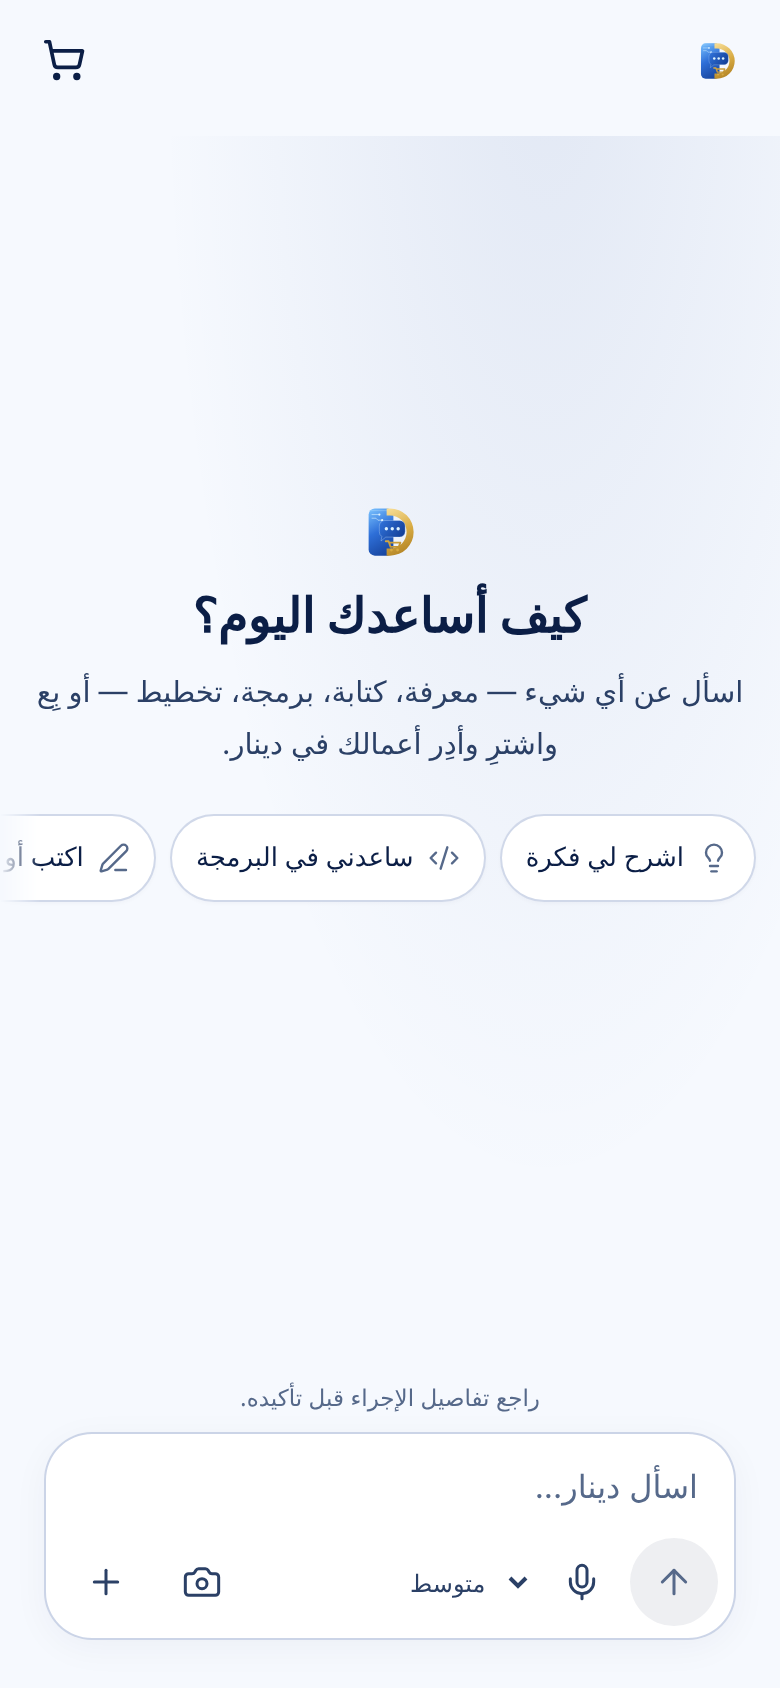 كيف أساعدك اليوم؟
اسأل عن أي شيء — معرفة، كتابة، برمجة، تخطيط — أو بِع
واشترِ وأدِر أعمالك في دينار.
اشرح لي فكرة
ساعدني في البرمجة
اكتب أو
راجع تفاصيل الإجراء قبل تأكيده.
اسأل دينار...
متوسط